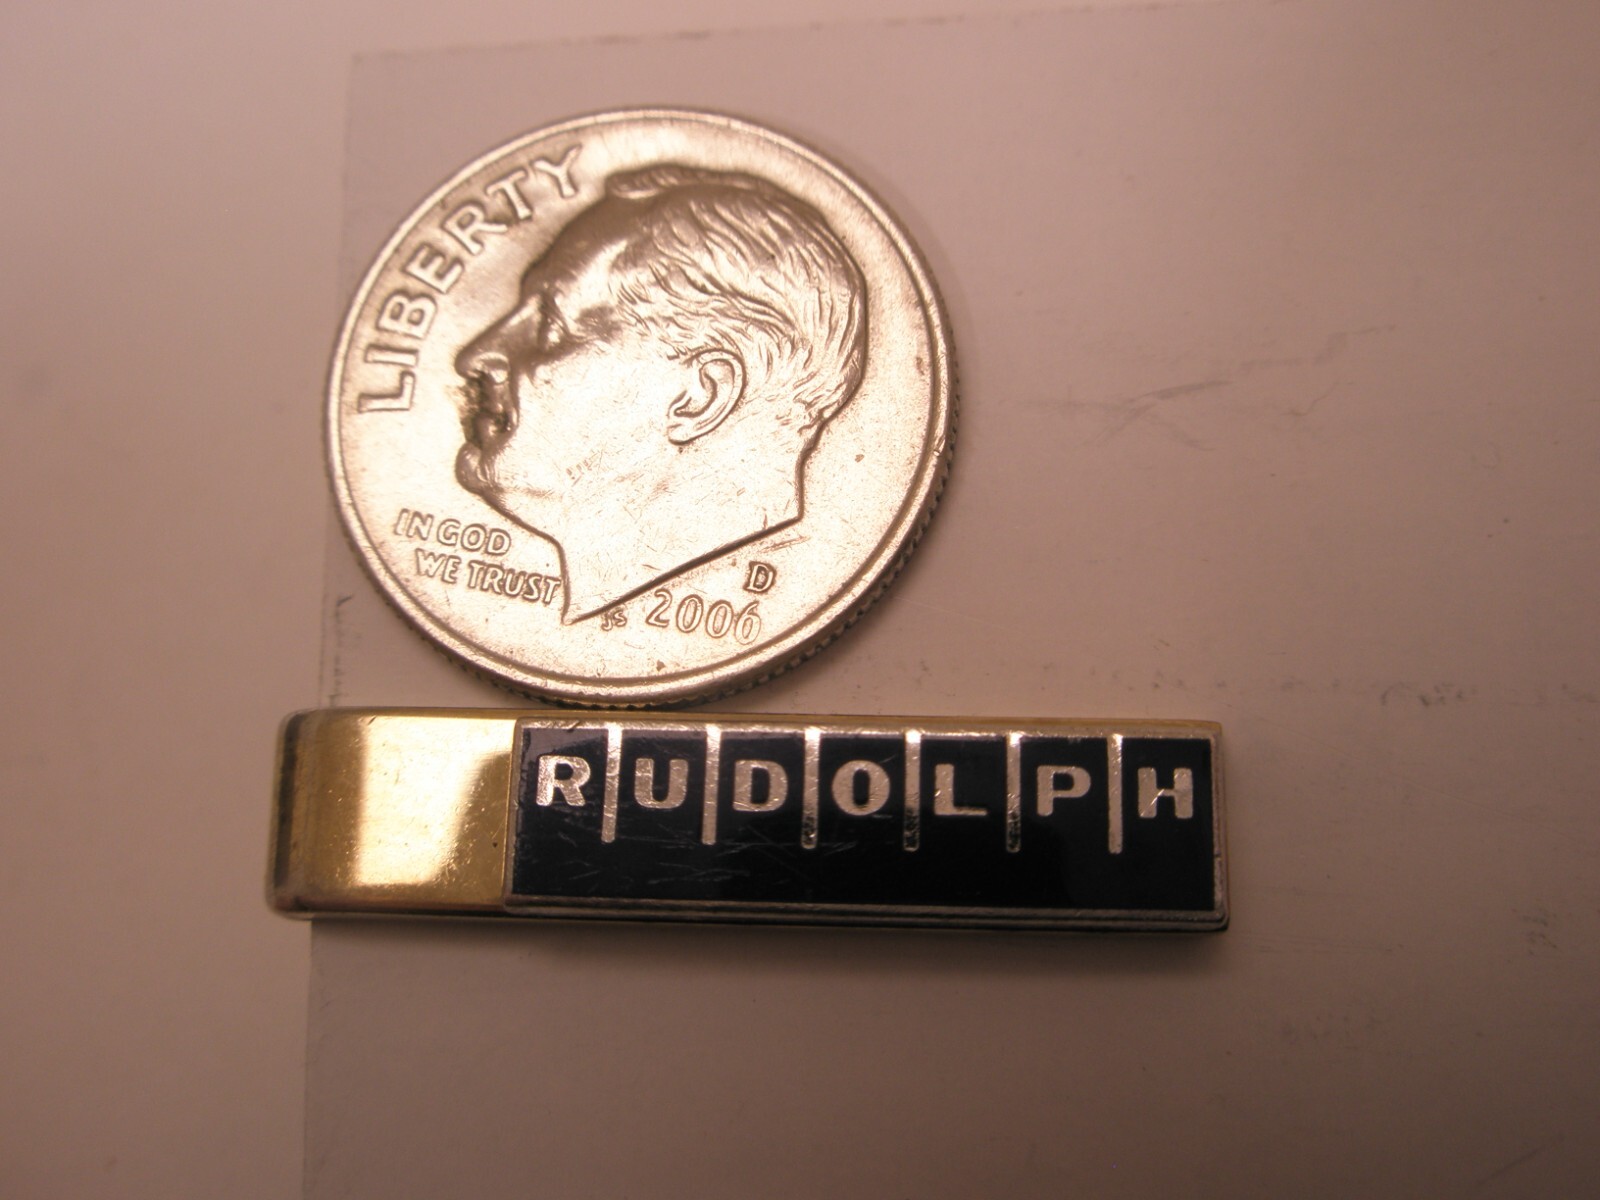 LIBERTY
IN GOD
WE TRUST
JS 2006
D
RUDOLPH